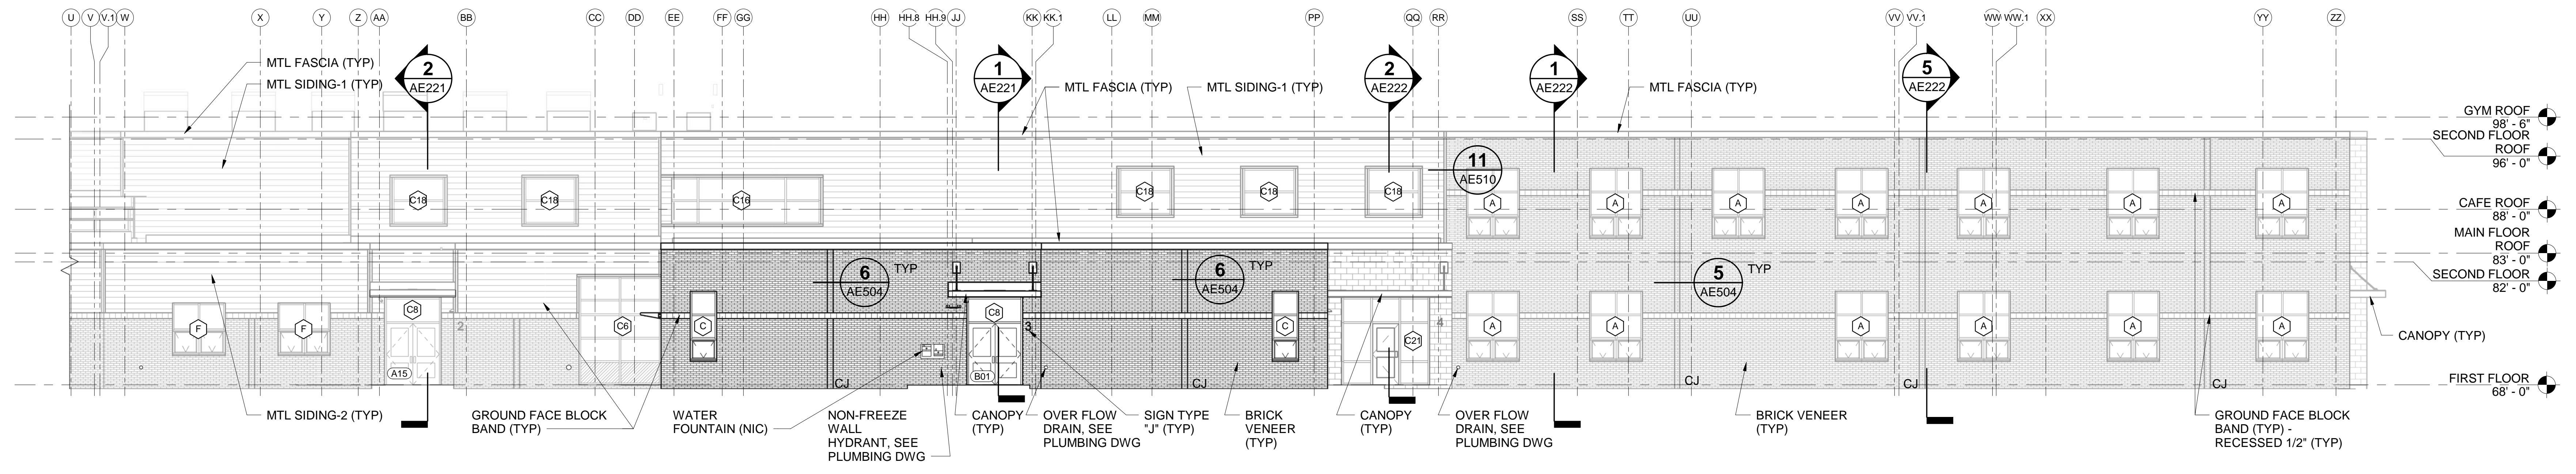 U V V.1 W X Y Z AA BB CC DD EE FF GG HH HH.8 HH.9 JJ KK KK.1 LL MM PP QQ RR SS TT UU VV VV.1 WW WW.1 XX YY ZZ
MTL FASCIA (TYP)
MTL SIDING-1 (TYP)
2
AE221
1
AE221
MTL FASCIA (TYP)
MTL SIDING-1 (TYP)
2
AE222
1
AE222
MTL FASCIA (TYP)
5
AE222
GYM ROOF
98' - 6"
SECOND FLOOR
ROOF
96' - 0"
CAFE ROOF
88' - 0"
MAIN FLOOR
ROOF
83' - 0"
SECOND FLOOR
82' - 0"
FIRST FLOOR
68' - 0"
11
AE510
C18 C18 C16 C18 C18 C18 A A A A A A A
6
AE504
TYP
6
AE504
TYP
5
AE504
TYP
F F C8 2 C6 C C8 3 C C21 4 A A A A A A A
A15 B01
CJ CJ CJ CJ CJ
CANOPY (TYP)
MTL SIDING-2 (TYP)
GROUND FACE BLOCK
BAND (TYP)
WATER
FOUNTAIN (NIC)
NON-FREEZE
WALL
HYDRANT, SEE
PLUMBING DWG
CANOPY
(TYP)
OVER FLOW
DRAIN, SEE
PLUMBING DWG
SIGN TYPE
"J" (TYP)
BRICK
VENEER
(TYP)
CANOPY
(TYP)
OVER FLOW
DRAIN, SEE
PLUMBING DWG
BRICK VENEER
(TYP)
GROUND FACE BLOCK
BAND (TYP) -
RECESSED 1/2" (TYP)